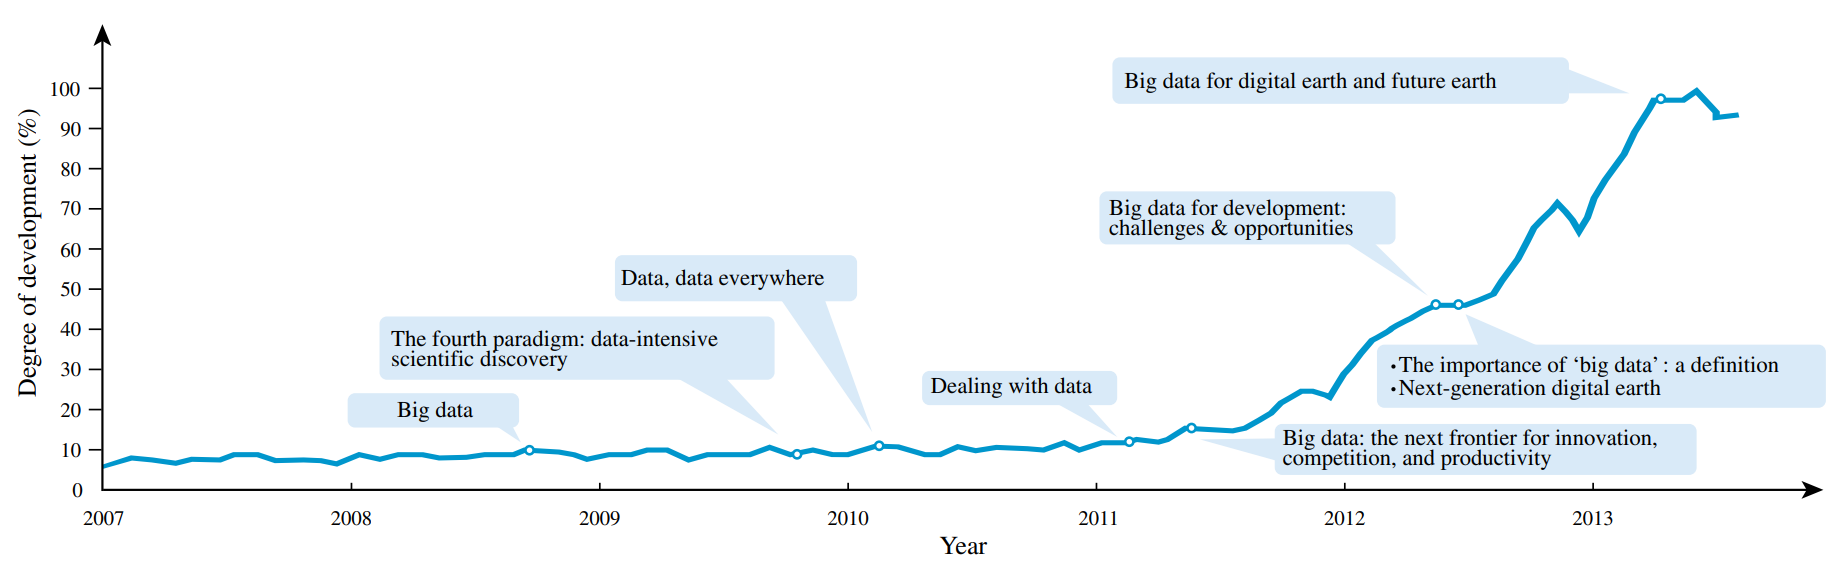 Degree of development (%)
100
90
80
70
60
50
40
30
20
10
0
Big data
The fourth paradigm: data-intensive
scientific discovery
Data, data everywhere
Dealing with data
Big data: the next frontier for innovation,
competition, and productivity
Big data for development:
challenges & opportunities
•The importance of ‘big data’ : a definition
•Next-generation digital earth
Big data for digital earth and future earth
2007
2008
2009
2010
2011
2012
2013
Year